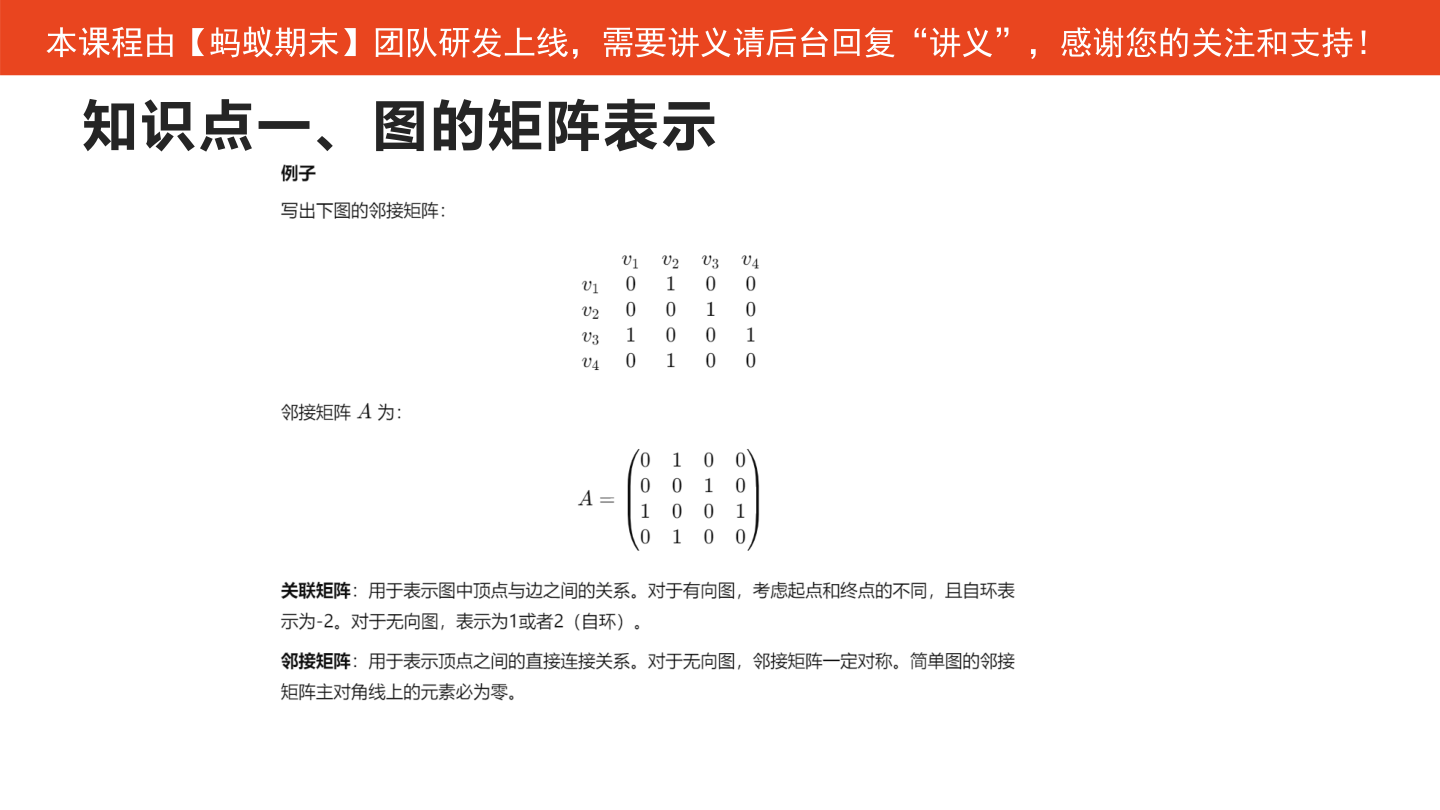 本课程由【蚂蚁期末】团队研发上线，需要讲义请后台回复“讲义”，感谢您的关注和支持！
知识点一、图的矩阵表示
例子
写出下图的邻接矩阵：
v₁ v₂ v₃ v₄
v₁ 0 1 0 0
v₂ 0 0 1 0
v₃ 1 0 0 1
v₄ 0 1 0 0
邻接矩阵 A 为：
A =
0 1 0 0
0 0 1 0
1 0 0 1
0 1 0 0
关联矩阵：用于表示图中顶点与边之间的关系。对于有向图，考虑起点和终点的不同，且自环表
示为-2。对于无向图，表示为1或者2（自环）。
邻接矩阵：用于表示顶点之间的直接连接关系。对于无向图，邻接矩阵一定对称。简单图的邻接
矩阵主对角线上的元素必为零。